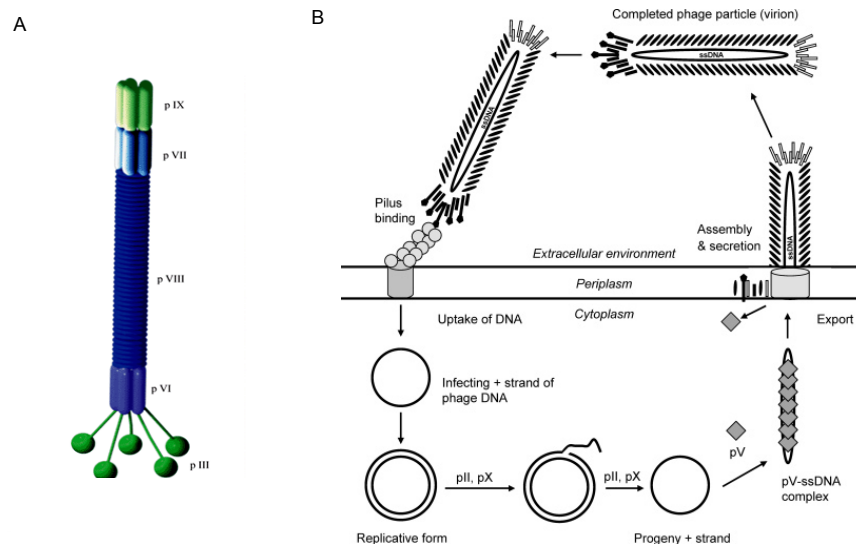 A
p IX
p VII
p VIII
p VI
p III
B
Completed phage particle (virion)
ssDNA
ssDNA
Pilus
binding
Assembly
& secretion
ssDNA
Extracellular environment
Periplasm
Cytoplasm
Uptake of DNA
Export
Infecting + strand of
phage DNA
pV
pII, pX
pII, pX
pV-ssDNA
complex
Replicative form
Progeny + strand